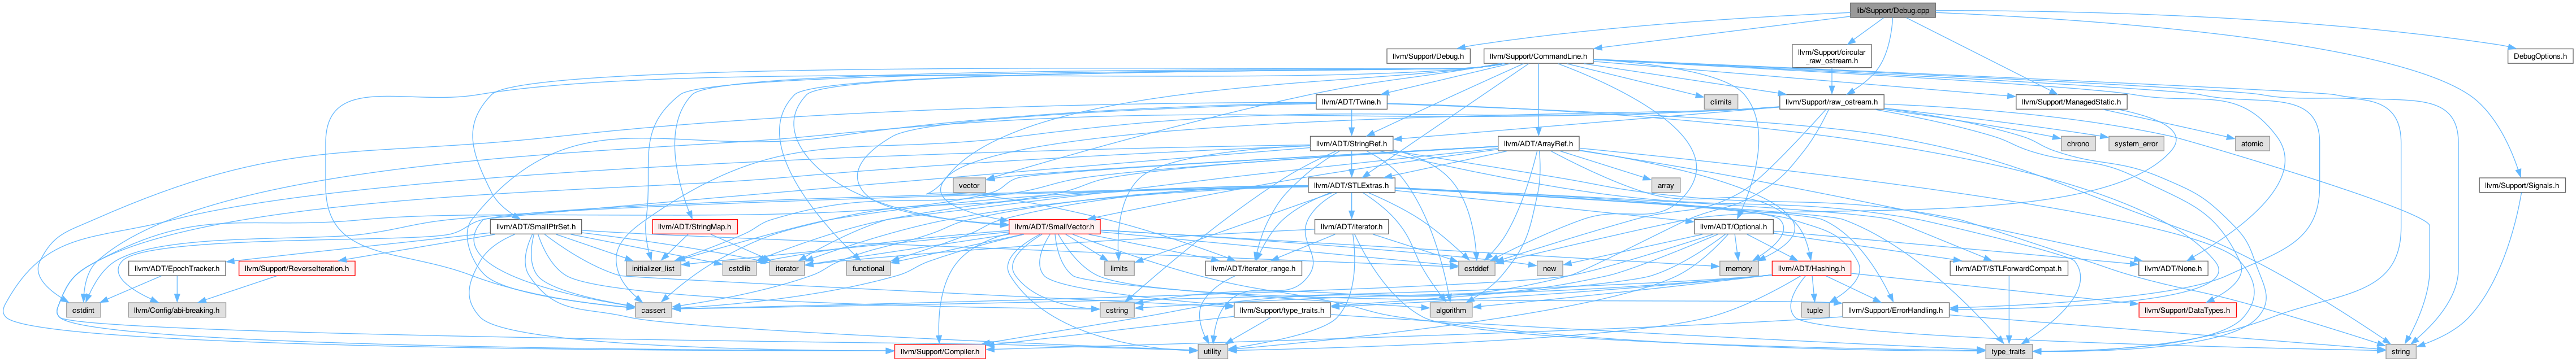 lib/Support/Debug.cpp
llvm/Support/Debug.h
llvm/Support/CommandLine.h
llvm/Support/circular
_raw_ostream.h
DebugOptions.h
llvm/ADT/Twine.h
climits
llvm/Support/raw_ostream.h
llvm/Support/ManagedStatic.h
llvm/ADT/StringRef.h
llvm/ADT/ArrayRef.h
chrono
system_error
atomic
vector
llvm/ADT/STLExtras.h
array
llvm/Support/Signals.h
llvm/ADT/SmallPtrSet.h
llvm/ADT/StringMap.h
llvm/ADT/SmallVector.h
llvm/ADT/iterator.h
llvm/ADT/Optional.h
llvm/ADT/EpochTracker.h
llvm/Support/ReverseIteration.h
initializer_list
cstdlib
iterator
functional
limits
llvm/ADT/iterator_range.h
cstddef
new
memory
llvm/ADT/Hashing.h
llvm/ADT/STLForwardCompat.h
llvm/ADT/None.h
cstdint
llvm/Config/abi-breaking.h
cassert
cstring
llvm/Support/type_traits.h
algorithm
tuple
llvm/Support/ErrorHandling.h
llvm/Support/DataTypes.h
llvm/Support/Compiler.h
utility
type_traits
string